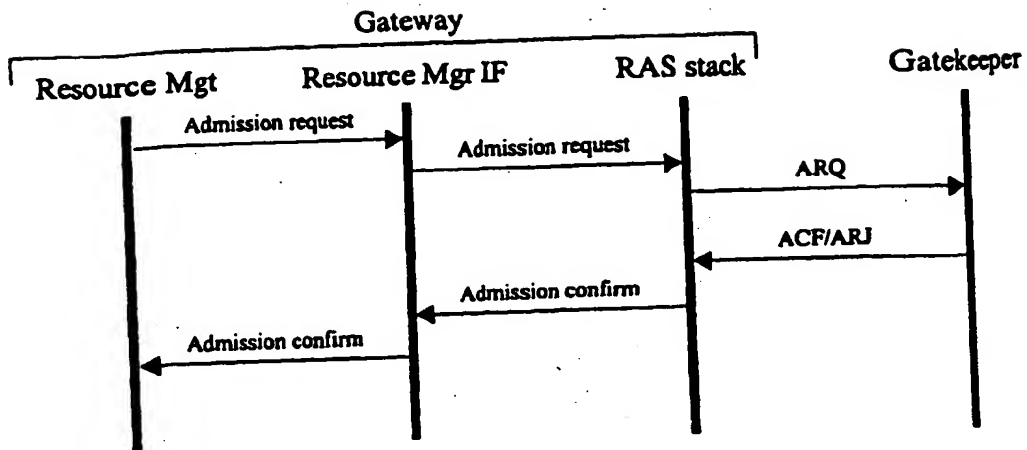 Gateway
Resource Mgt
Resource Mgr IF
RAS stack
Gatekeeper
Admission request
Admission request
ARQ
ACF/ARJ
Admission confirm
Admission confirm